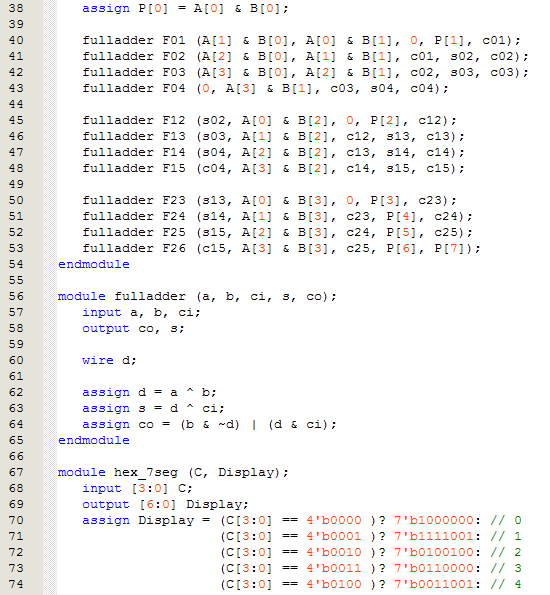 38 assign P[0] = A[0] & B[0];
39
40 fulladder F01 (A[1] & B[0], A[0] & B[1], 0, P[1], c01);
41 fulladder F02 (A[2] & B[0], A[1] & B[1], c01, s02, c02);
42 fulladder F03 (A[3] & B[0], A[2] & B[1], c02, s03, c03);
43 fulladder F04 (0, A[3] & B[1], c03, s04, c04);
44
45 fulladder F12 (s02, A[0] & B[2], 0, P[2], c12);
46 fulladder F13 (s03, A[1] & B[2], c12, s13, c13);
47 fulladder F14 (s04, A[2] & B[2], c13, s14, c14);
48 fulladder F15 (c04, A[3] & B[2], c14, s15, c15);
49
50 fulladder F23 (s13, A[0] & B[3], 0, P[3], c23);
51 fulladder F24 (s14, A[1] & B[3], c23, P[4], c24);
52 fulladder F25 (s15, A[2] & B[3], c24, P[5], c25);
53 fulladder F26 (c15, A[3] & B[3], c25, P[6], P[7]);
54 endmodule
55
56 module fulladder (a, b, ci, s, co);
57 input a, b, ci;
58 output co, s;
59
60 wire d;
61
62 assign d = a ^ b;
63 assign s = d ^ ci;
64 assign co = (b & ~d) | (d & ci);
65 endmodule
66
67 module hex_7seg (C, Display);
68 input [3:0] C;
69 output [6:0] Display;
70 assign Display = (C[3:0] == 4'b0000 )? 7'b1000000: // 0
71 (C[3:0] == 4'b0001 )? 7'b1111001: // 1
72 (C[3:0] == 4'b0010 )? 7'b0100100: // 2
73 (C[3:0] == 4'b0011 )? 7'b0110000: // 3
74 (C[3:0] == 4'b0100 )? 7'b0011001: // 4